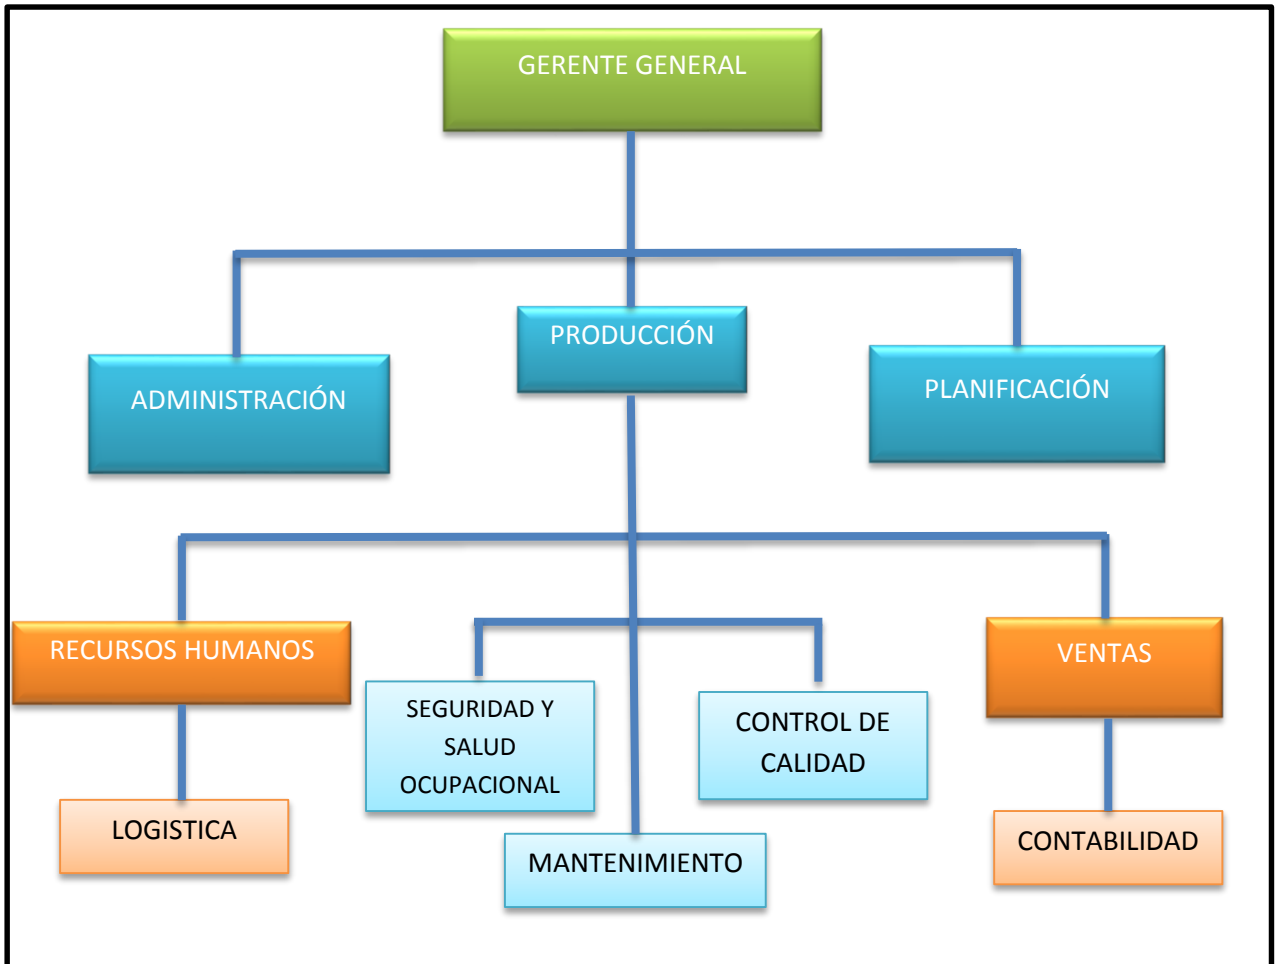 GERENTE GENERAL
PRODUCCIÓN
ADMINISTRACIÓN
PLANIFICACIÓN
RECURSOS HUMANOS
VENTAS
SEGURIDAD Y
SALUD
OCUPACIONAL
CONTROL DE
CALIDAD
LOGISTICA
MANTENIMIENTO
CONTABILIDAD